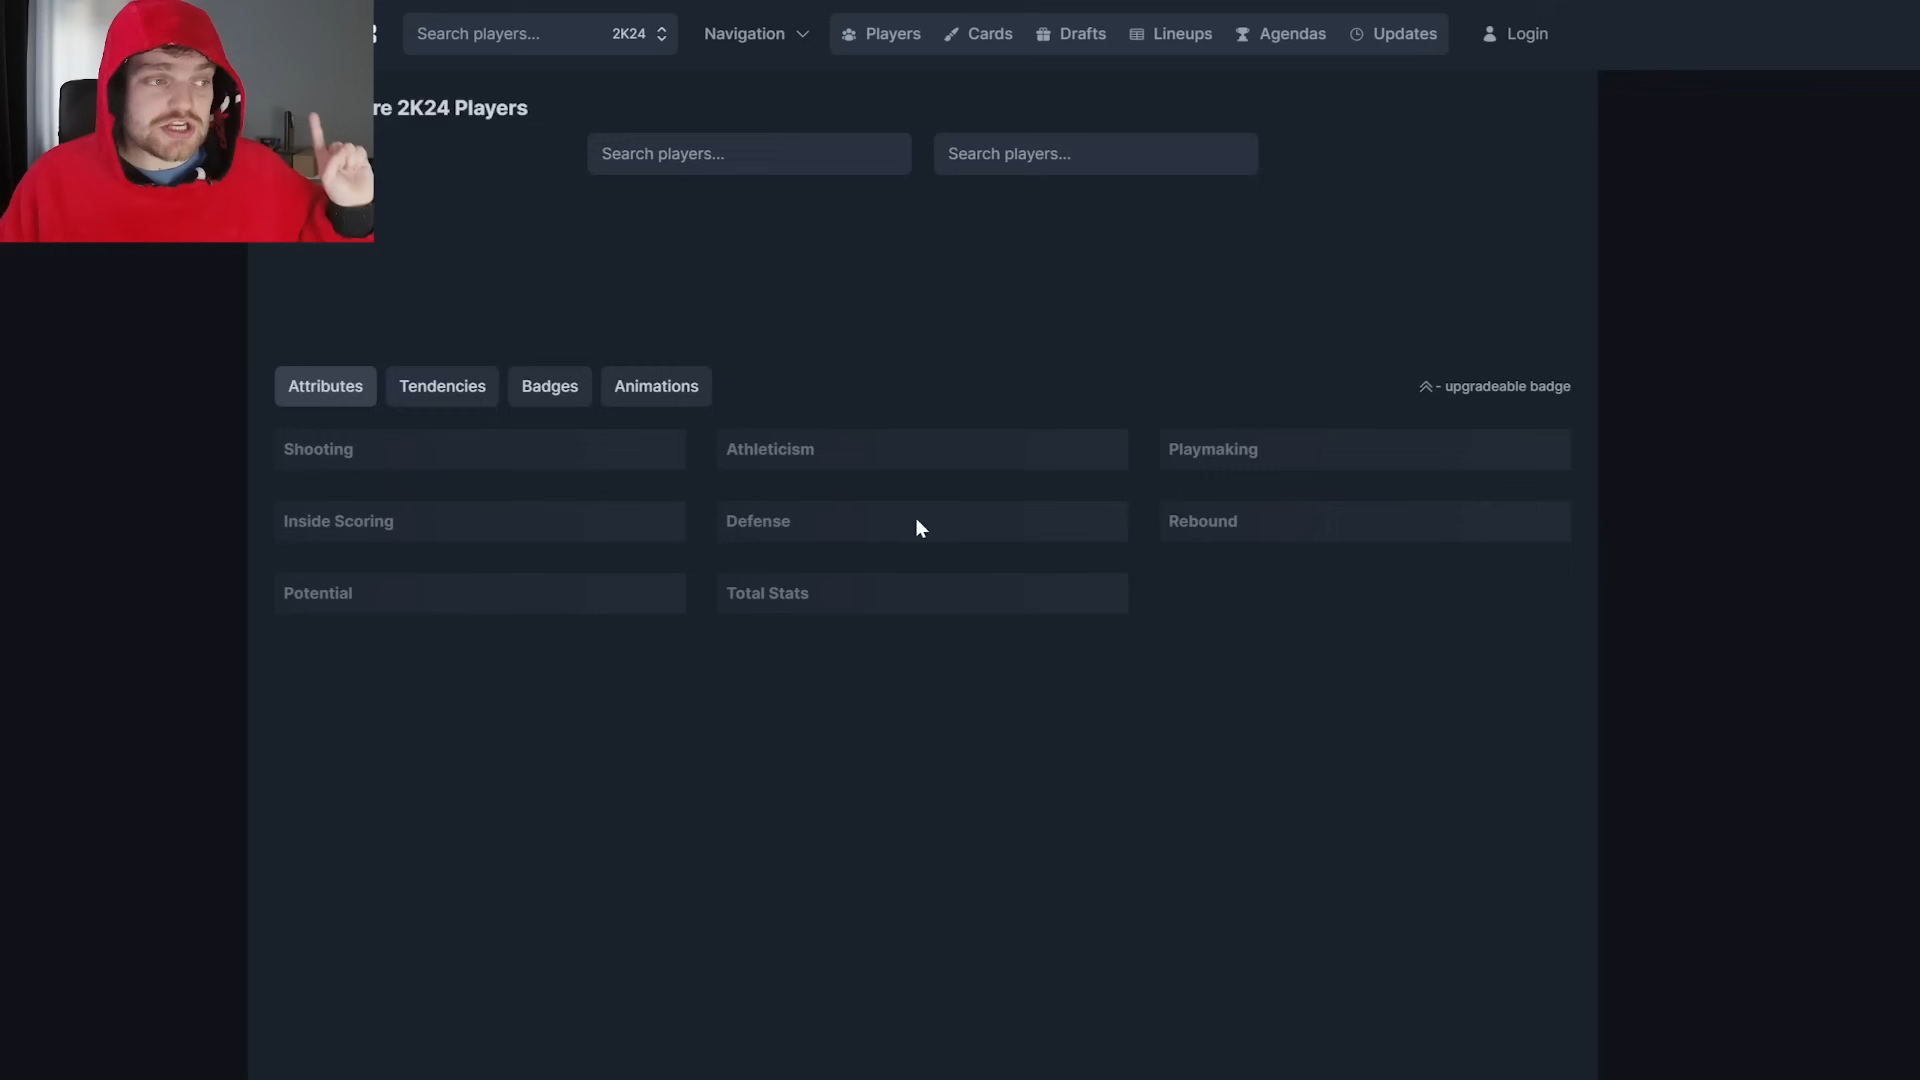 Search players... 2K24 Navigation Players Cards Drafts Lineups Agendas Updates Login
re 2K24 Players
Search players... Search players...
Attributes Tendencies Badges Animations - upgradeable badge
Shooting Athleticism Playmaking
Inside Scoring Defense Rebound
Potential Total Stats